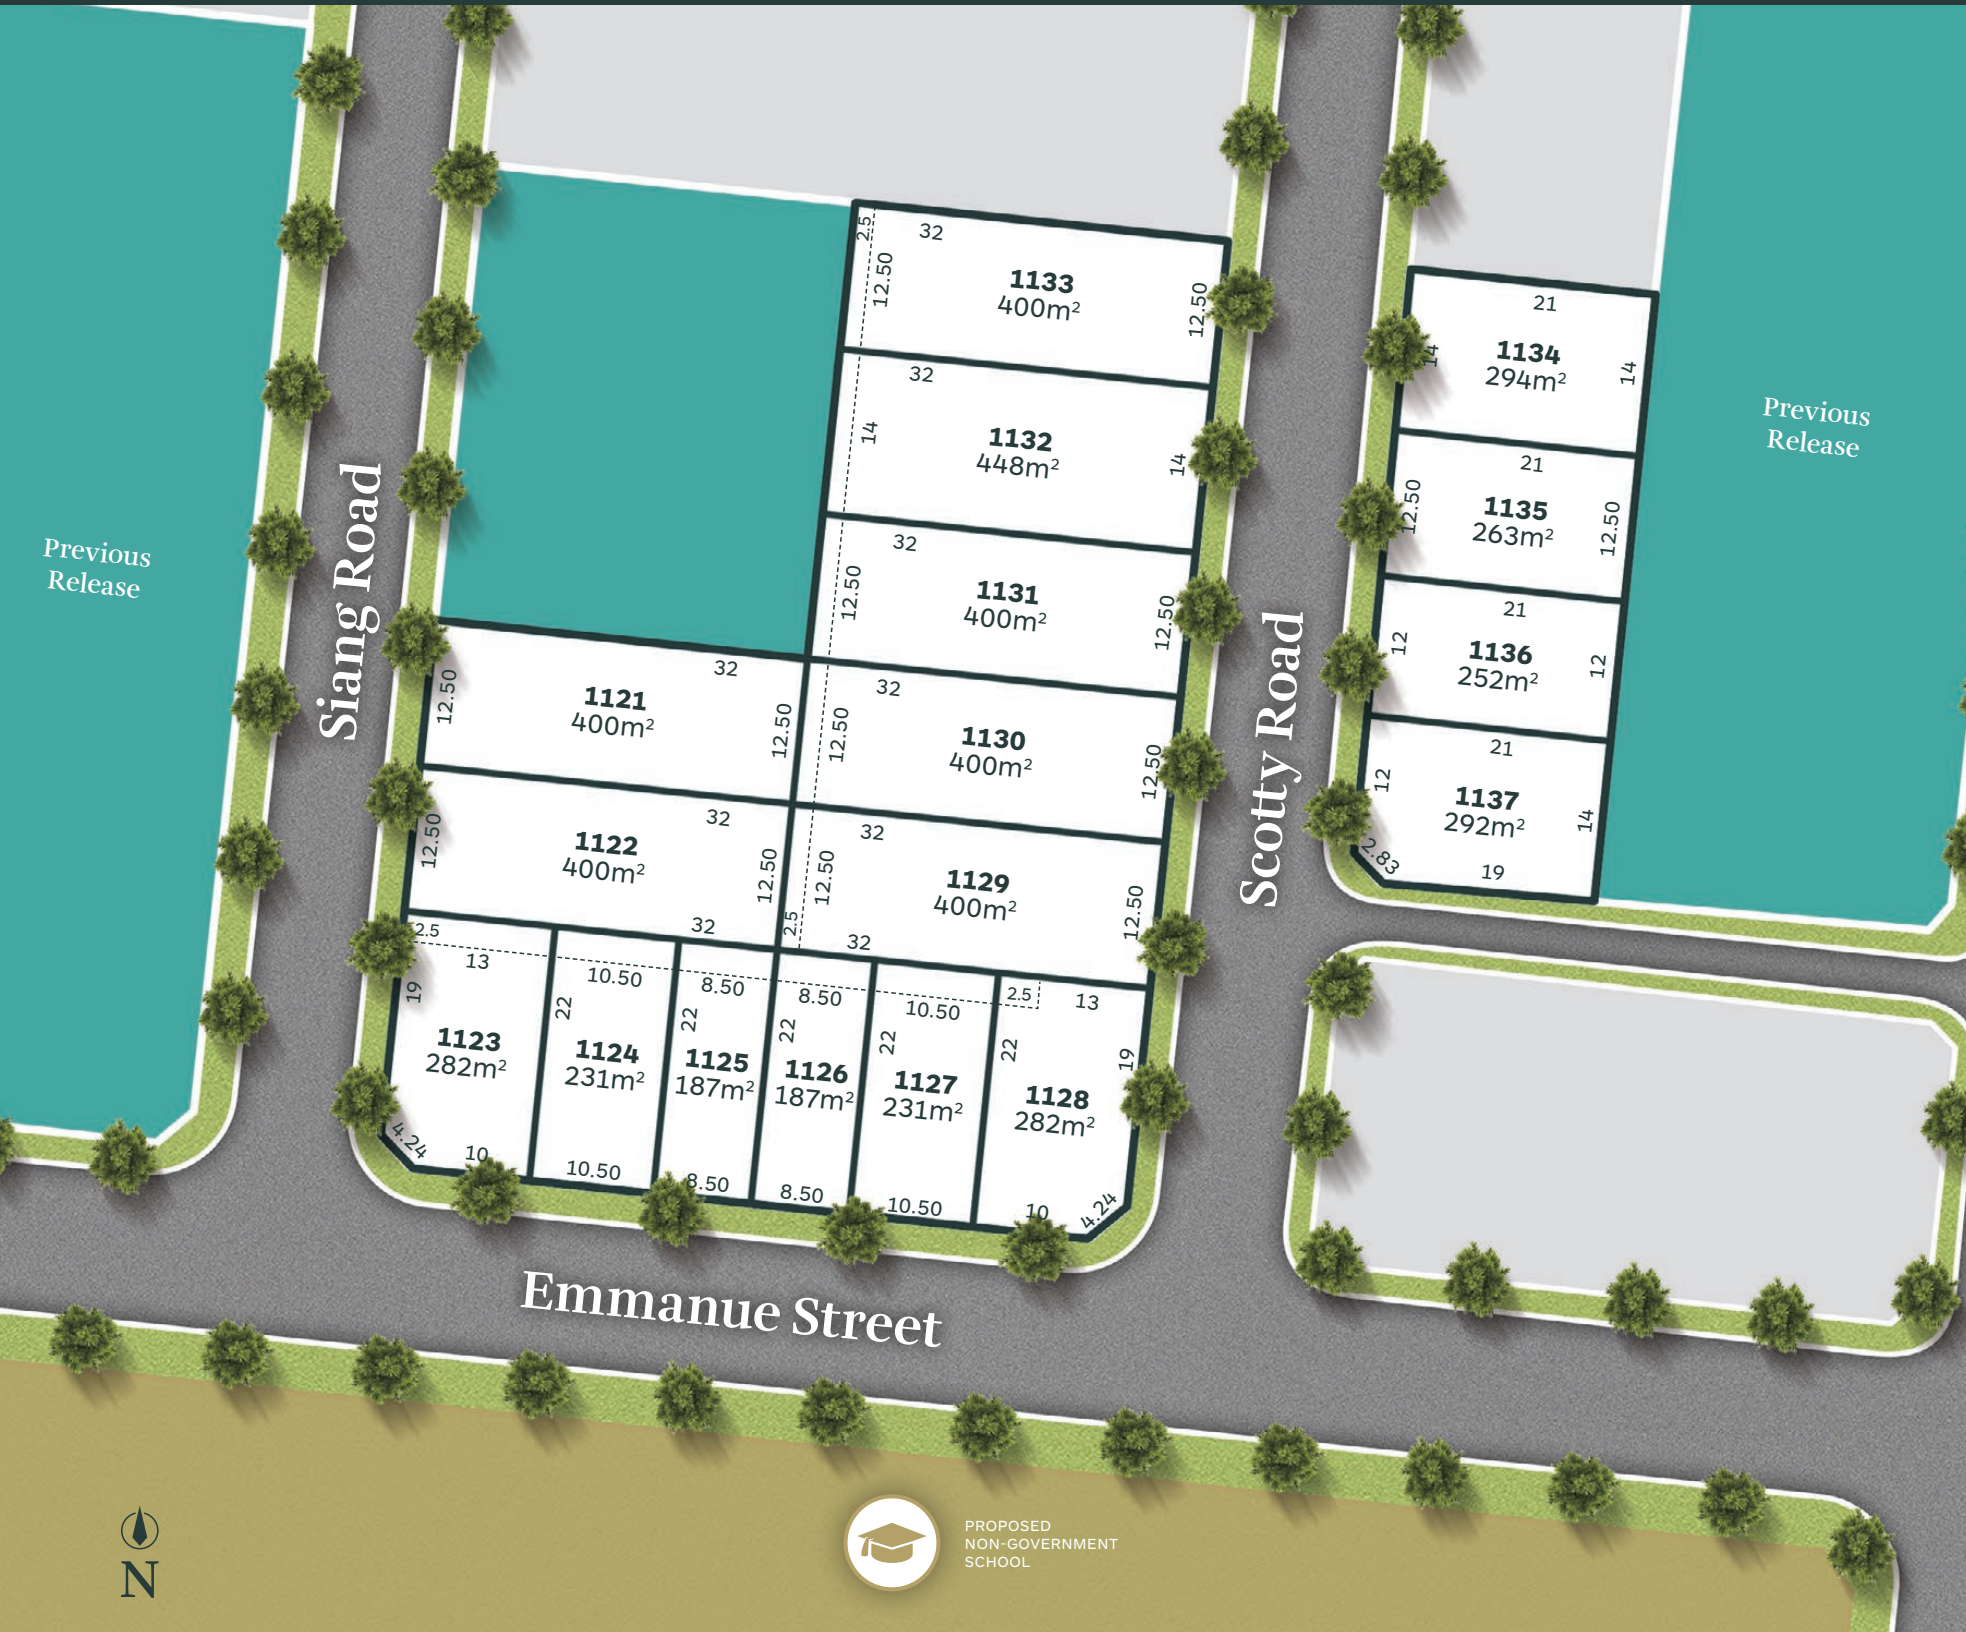 2.5
32
12.50
1133
400m²
12.50
32
14
1132
448m²
14
32
12.50
1131
400m²
12.50
21
14
1134
294m²
14
21
12.50
1135
263m²
12.50
21
12
1136
252m²
12
21
12
1137
292m²
14
2.83
19
Previous
Release
Previous
Release
Siang Road
Scotty Road
32
12.50
1121
400m²
12.50
32
12.50
1130
400m²
12.50
32
12.50
1122
400m²
12.50
32
32
12.50
1129
400m²
12.50
2.5
32
2.5
13
19
1123
282m²
4.24
10
10.50
22
1124
231m²
10.50
8.50
22
1125
187m²
8.50
8.50
22
1126
187m²
8.50
10.50
22
1127
231m²
10.50
2.5
13
22
19
1128
282m²
10
4.24
Emmanue Street
N
PROPOSED
NON-GOVERNMENT
SCHOOL